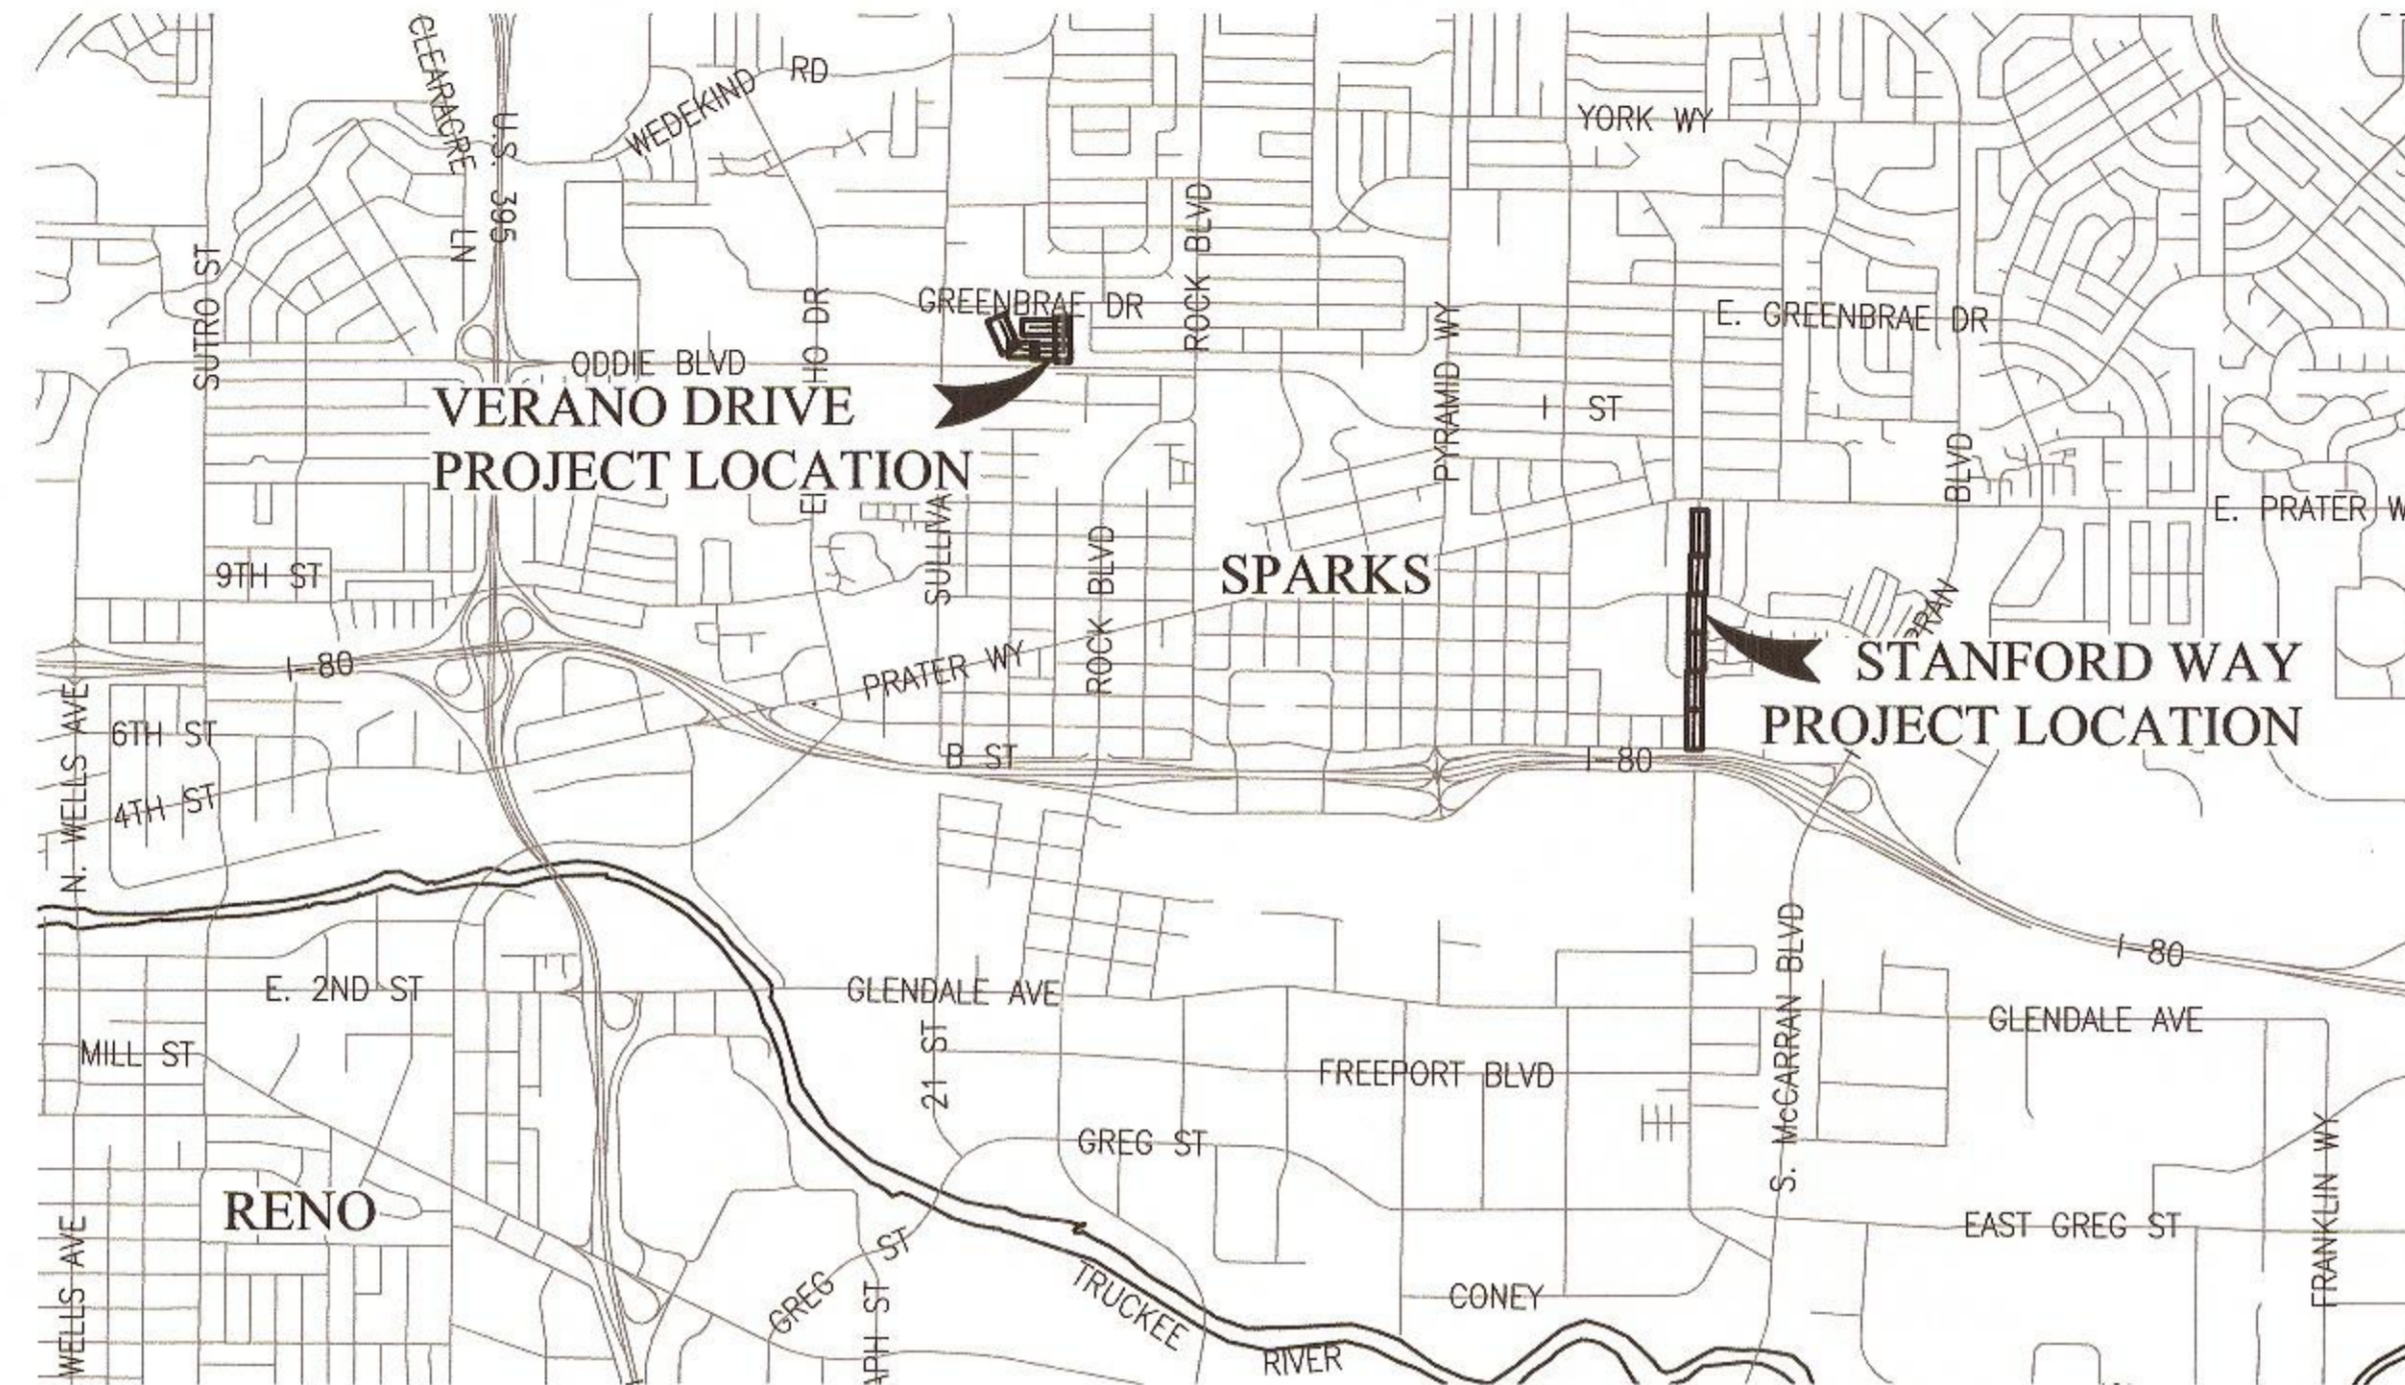 CLEARACRE
LN
U.S. 395
WEDEKIND
RD
YORK WY
SUTRO ST
ROCK BLVD
GREENBRAE DR
E. GREENBRAE DR
ODDIE BLVD
HO DR
PYRAMID WY
I ST
VERANO DRIVE
PROJECT LOCATION
BLVD
E. PRATER W
SULLIVA
ROCK BLVD
9TH ST
SPARKS
STANFORD WAY
PROJECT LOCATION
I-80
PRATER WY
6TH ST
B ST
I-80
4TH ST
N. WELLS AVE
I-80
E. 2ND ST
GLENDALE AVE
GLENDALE AVE
MILL ST
21 ST
FREEPORT BLVD
S. McCARRAN BLVD
GREG ST
RENO
EAST GREG ST
FRANKLIN WY
GREG ST
CONEY
WELLS AVE
TRUCKEE
RIVER